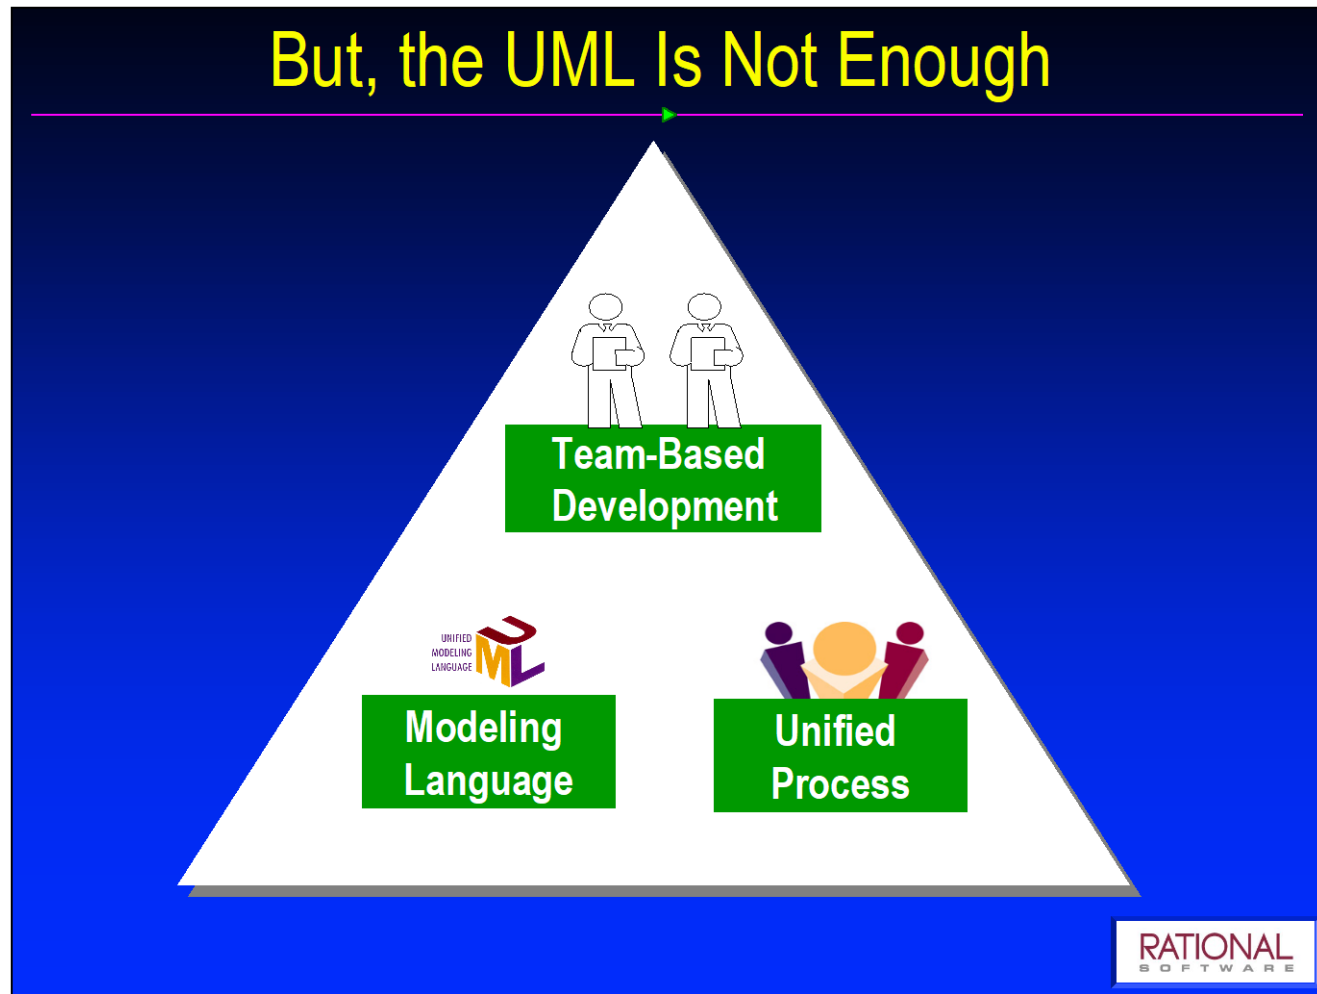 But, the UML Is Not Enough
Team-Based
Development
UNIFIED
MODELING
LANGUAGE
UML
Modeling
Language
Unified
Process
RATIONAL
SOFTWARE